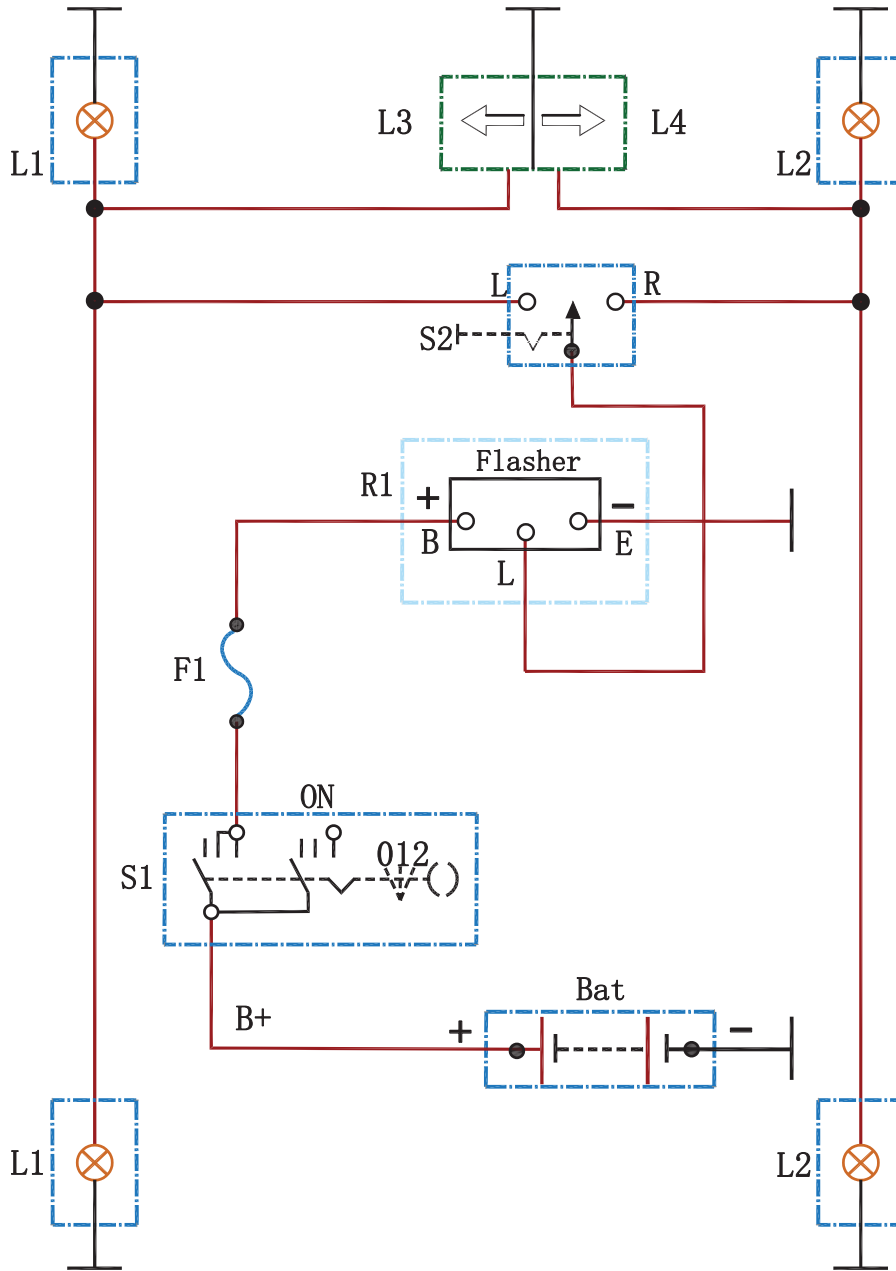 L3
L4
L1
L2
L
R
S2
Flasher
R1
+
−
B
E
L
F1
ON
012
S1
Bat
B+
+
−
L1
L2